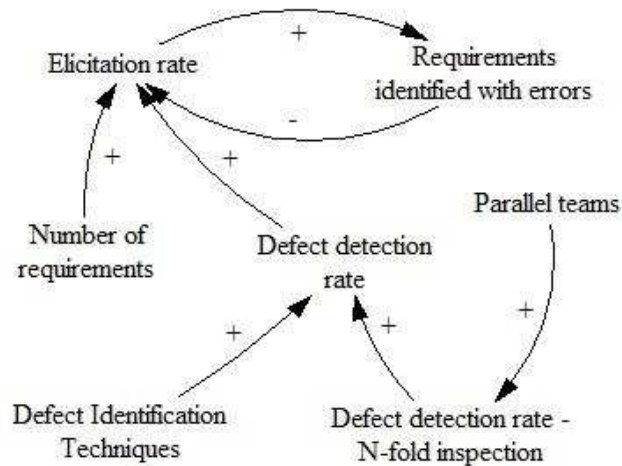 +
Elicitation rate
Requirements
identified with errors
-
+
+
Parallel teams
Number of
requirements
Defect detection
rate
+
+
+
Defect Identification
Techniques
Defect detection rate -
N-fold inspection